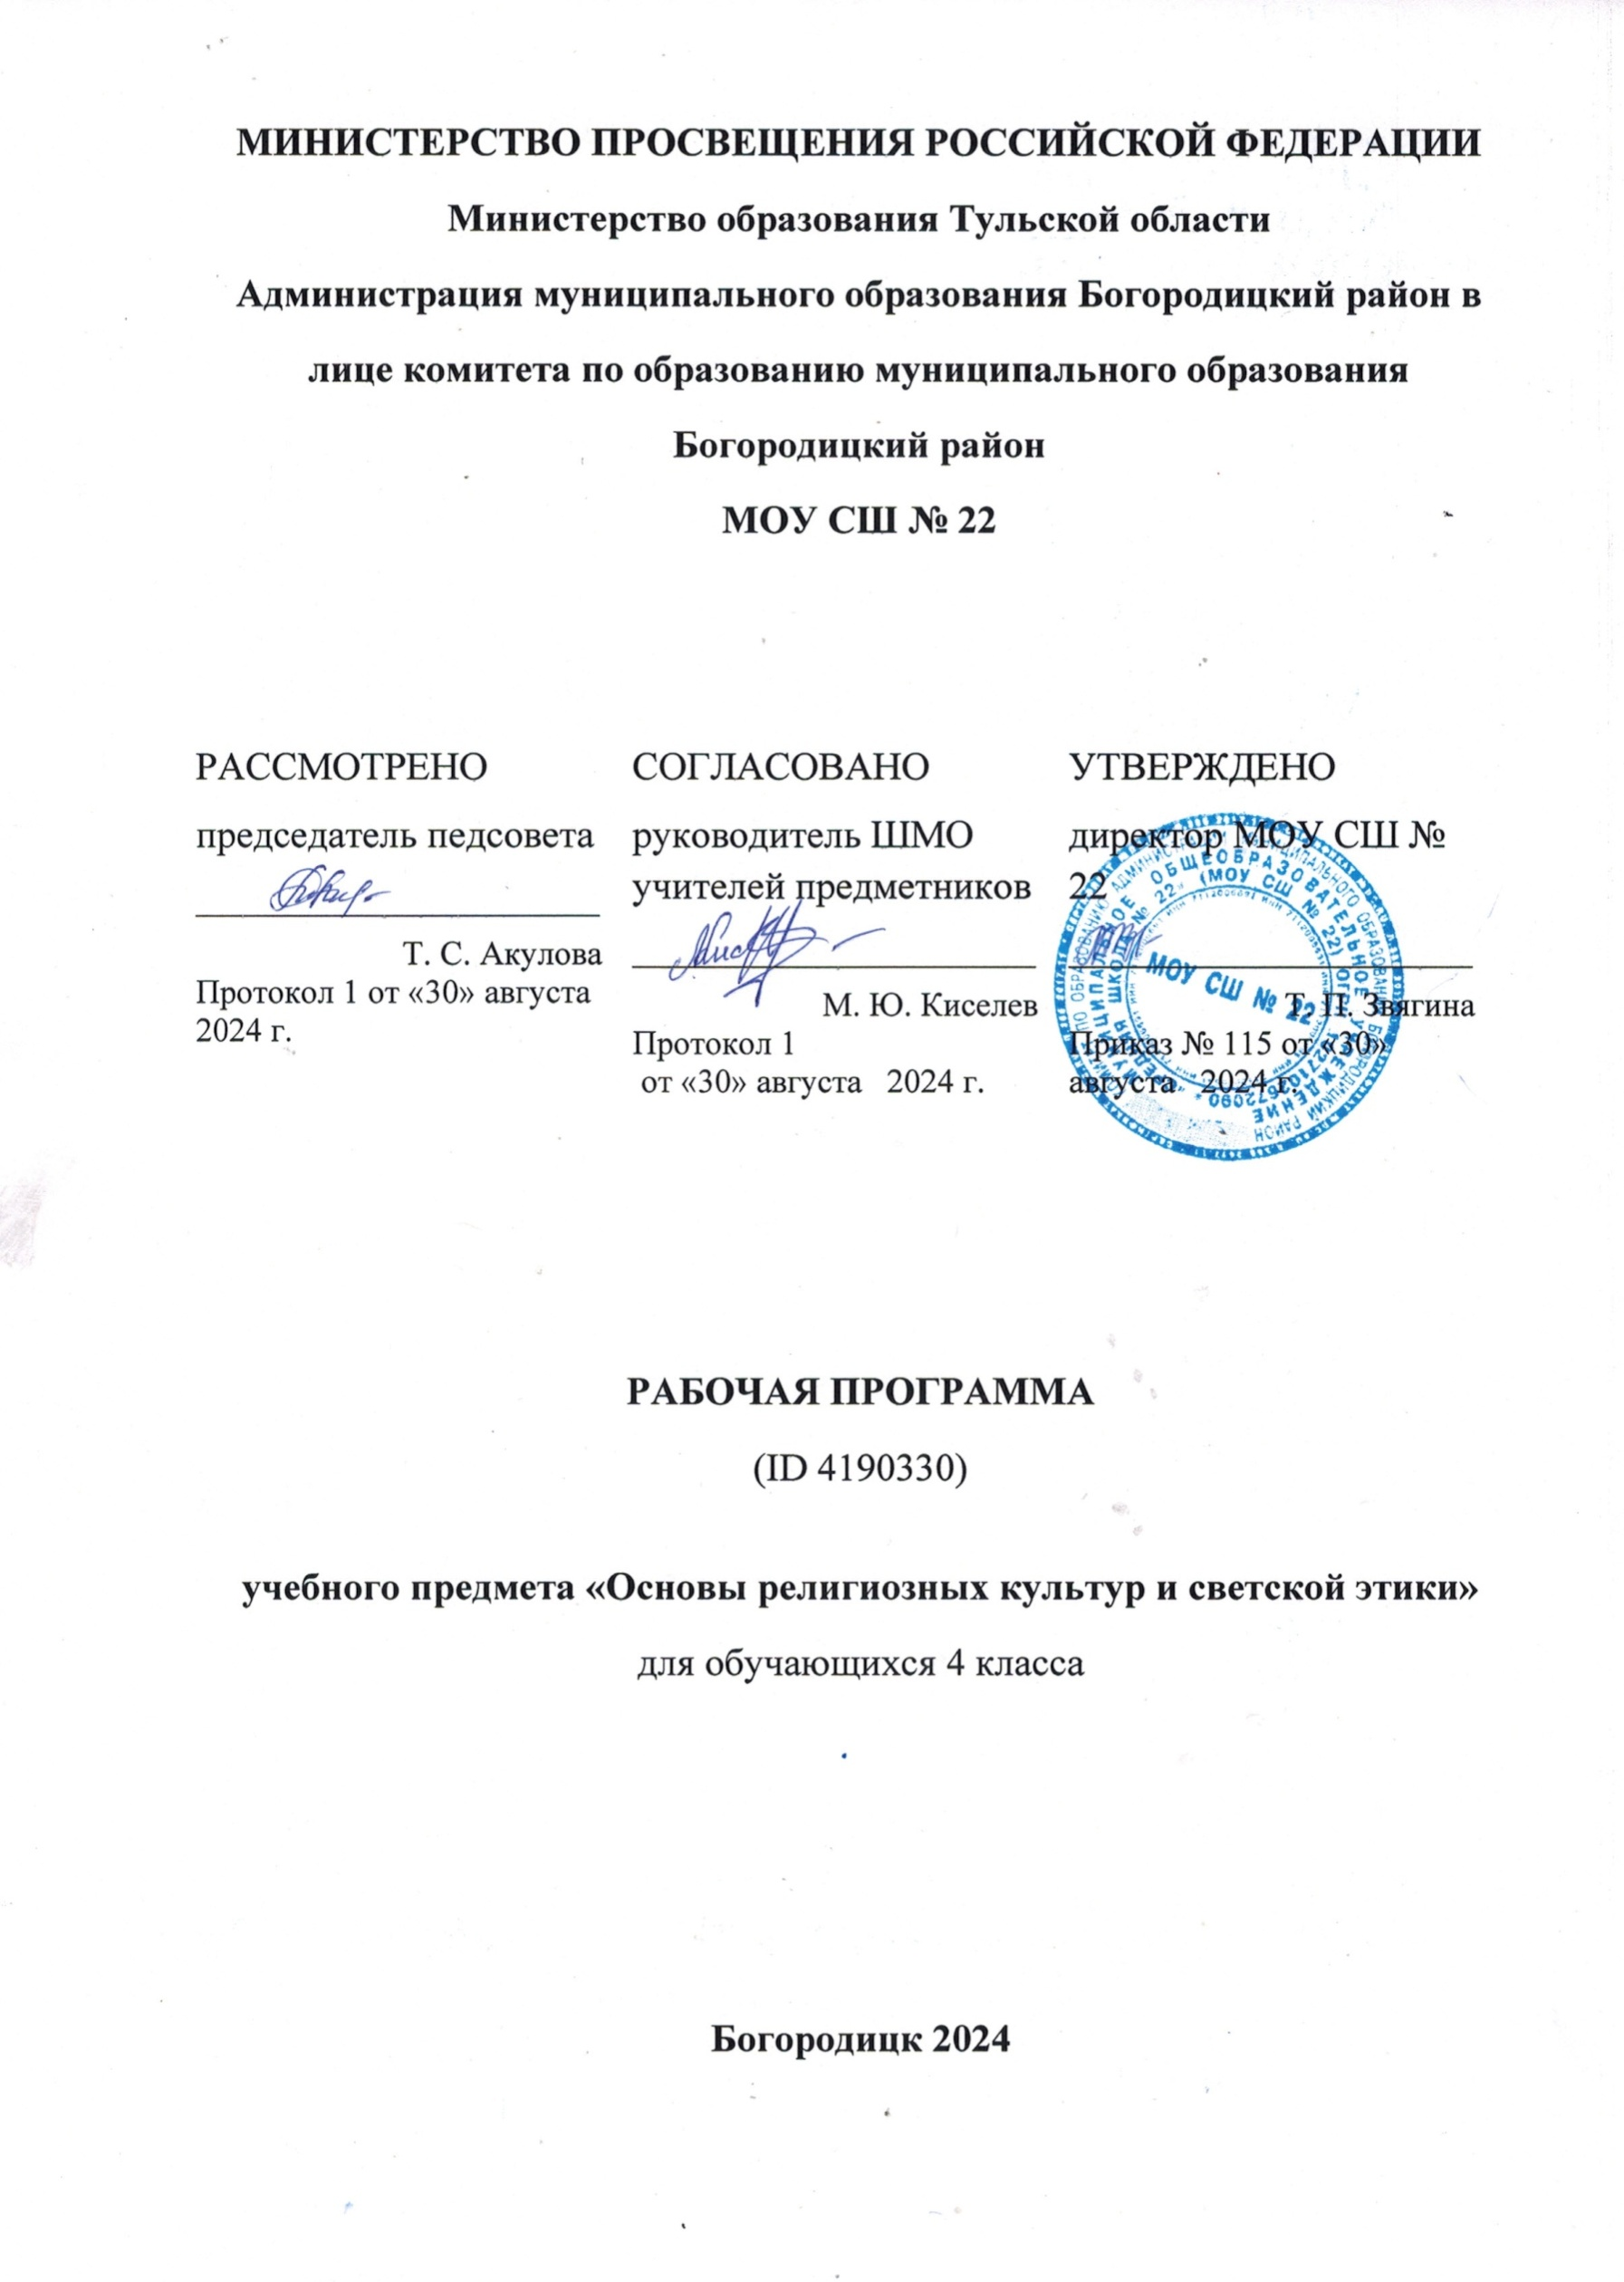 МИНИСТЕРСТВО ПРОСВЕЩЕНИЯ РОССИЙСКОЙ ФЕДЕРАЦИИ
Министерство образования Тульской области
Администрация муниципального образования Богородицкий район в
лице комитета по образованию муниципального образования
Богородицкий район
МОУ СШ № 22
РАССМОТРЕНО
председатель педсовета
Т. С. Акулова
Протокол 1 от «30» августа
2024 г.
СОГЛАСОВАНО
руководитель ШМО
учителей предметников
М. Ю. Киселев
Протокол 1
от «30» августа 2024 г.
УТВЕРЖДЕНО
директор МОУ СШ №
22
Т. П. Звягина
Приказ № 115 от «30»
августа 2024 г.
МОУ СШ № 22
РАБОЧАЯ ПРОГРАММА
(ID 4190330)
учебного предмета «Основы религиозных культур и светской этики»
для обучающихся 4 класса
Богородицк 2024